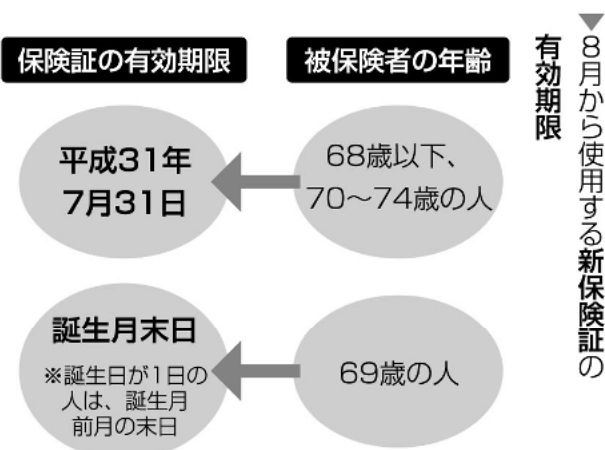 ▼8月から使用する新保険証の
有効期限
被保険者の年齢
保険証の有効期限
68歳以下、
70〜74歳の人
平成31年
7月31日
69歳の人
誕生月末日
※誕生日が1日の
人は、誕生月
前月の末日